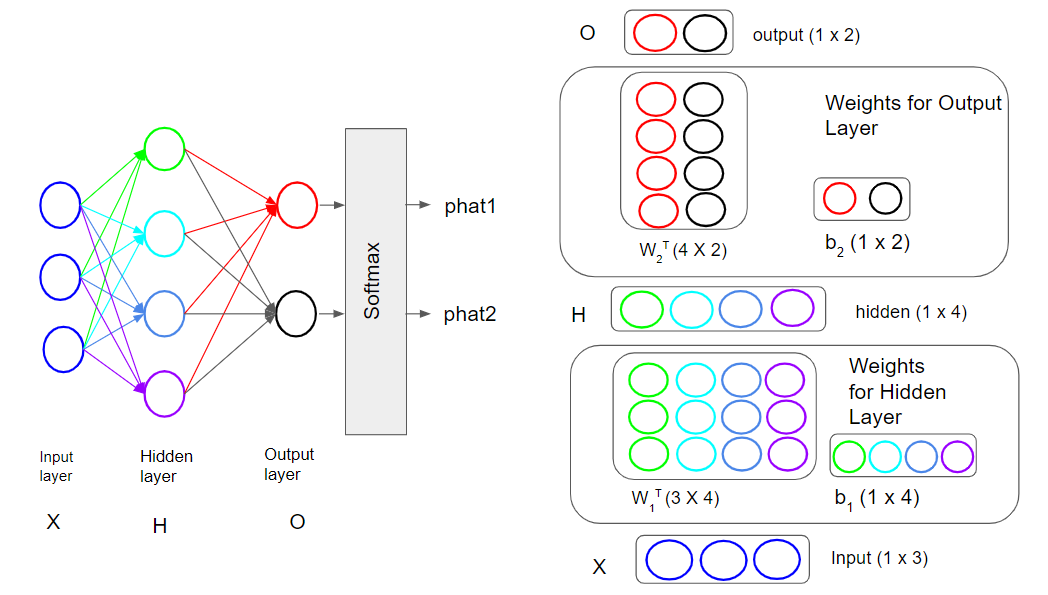 Softmax
phat1
phat2
Input
layer
Hidden
layer
Output
layer
X
H
O
O
output (1 x 2)
Weights for Output
Layer
W₂ᵀ (4 X 2)
b₂ (1 x 2)
H
hidden (1 x 4)
Weights
for Hidden
Layer
W₁ᵀ (3 X 4)
b₁ (1 x 4)
X
Input (1 x 3)